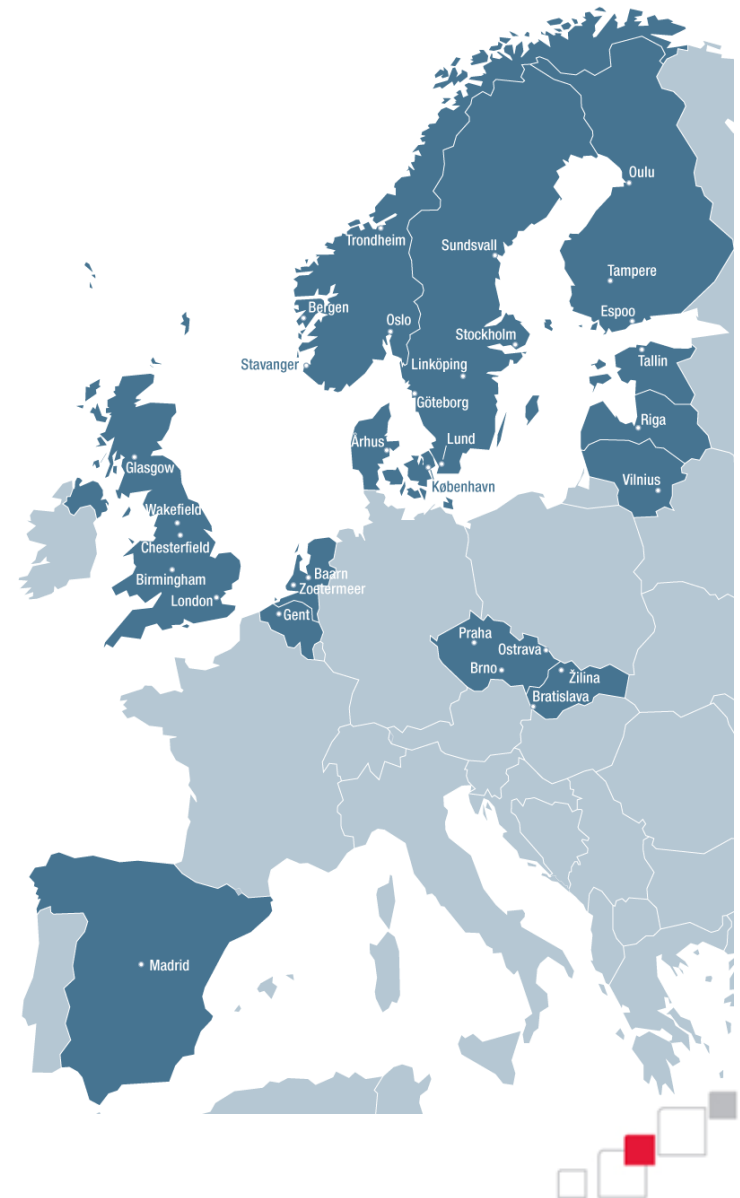 Oulu
Trondheim
Sundsvall
Tampere
Bergen
Espoo
Oslo
Stockholm
Tallin
Stavanger
Linköping
Göteborg
Riga
Århus
Lund
Glasgow
Vilnius
København
Wakefield
Chesterfield
Baarn
Birmingham
Zoetermeer
London
Gent
Praha
Ostrava
Brno
Žilina
Bratislava
Madrid